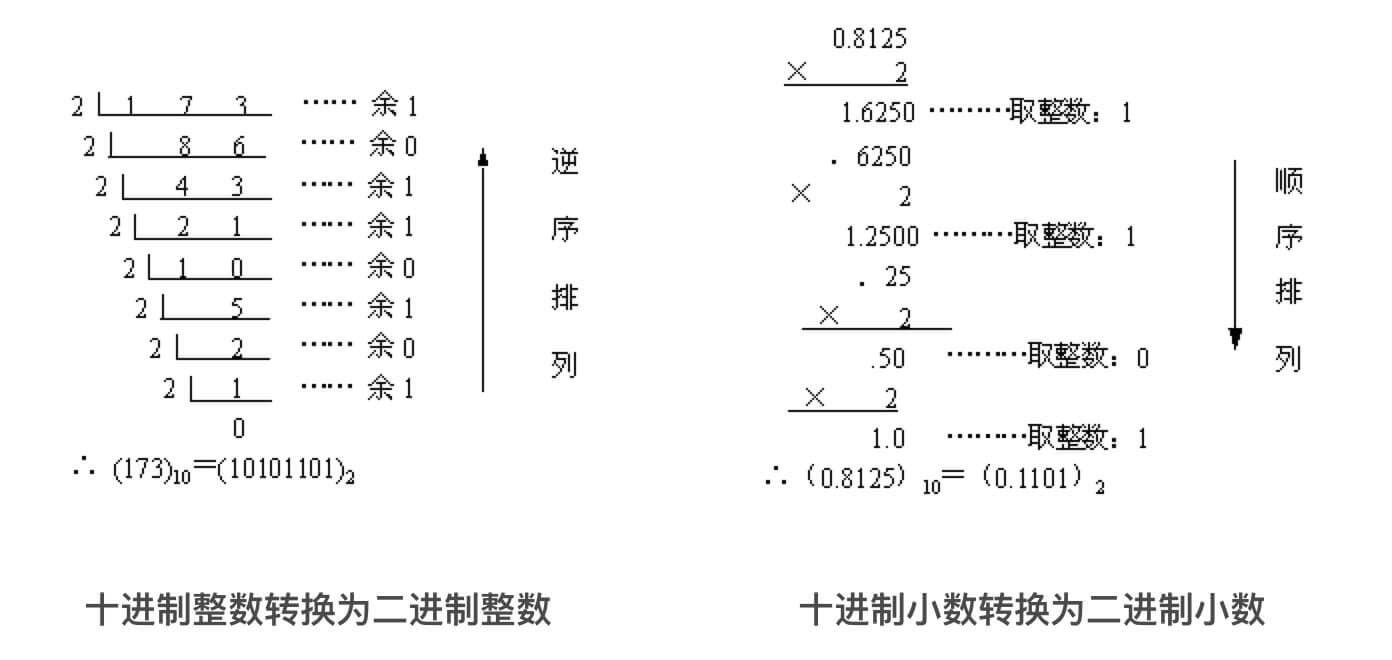 2 1 7 3 …… 余 1
2 8 6 …… 余 0
2 4 3 …… 余 1
2 2 1 …… 余 1
2 1 0 …… 余 0
2 5 …… 余 1
2 2 …… 余 0
2 1 …… 余 1
0
逆序排列
∴ (173)₁₀=(10101101)₂
十进制整数转换为二进制整数
0.8125
× 2
1.6250 ………取整数：1
. 6250
× 2
1.2500 ………取整数：1
. 25
× 2
.50 ………取整数：0
× 2
1.0 ………取整数：1
顺序排列
∴（0.8125）₁₀=（0.1101）₂
十进制小数转换为二进制小数